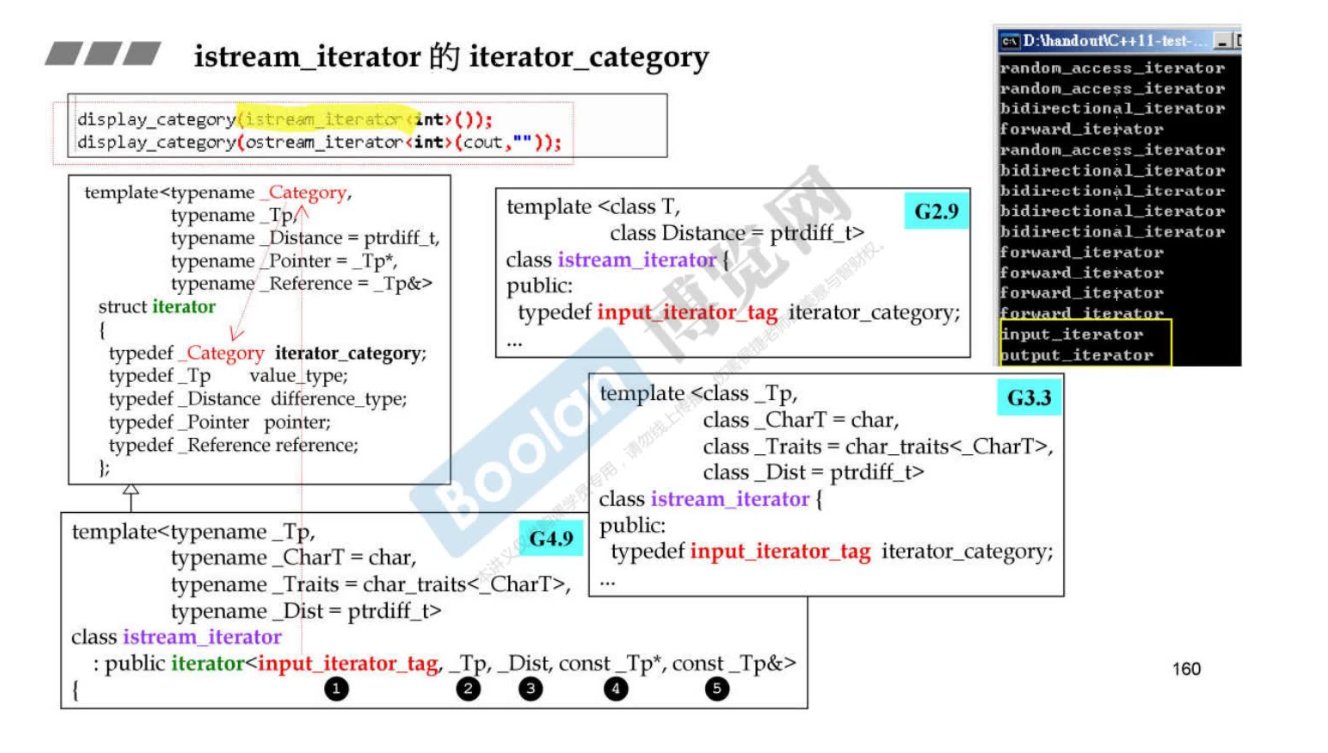 istream_iterator 的 iterator_category
display_category(istream_iterator<int>());
display_category(ostream_iterator<int>(cout,""));
template<typename _Category,
typename _Tp,
typename _Distance = ptrdiff_t,
typename _Pointer = _Tp*,
typename _Reference = _Tp&>
struct iterator
{
typedef _Category iterator_category;
typedef _Tp value_type;
typedef _Distance difference_type;
typedef _Pointer pointer;
typedef _Reference reference;
};
template<typename _Tp,
typename _CharT = char,
typename _Traits = char_traits<_CharT>,
typename _Dist = ptrdiff_t>
class istream_iterator
: public iterator<input_iterator_tag, _Tp, _Dist, const _Tp*, const _Tp&>
{
1 2 3 4 5
G4.9
template <class T,
class Distance = ptrdiff_t>
class istream_iterator {
public:
typedef input_iterator_tag iterator_category;
...
G2.9
template <class _Tp,
class _CharT = char,
class _Traits = char_traits<_CharT>,
class _Dist = ptrdiff_t>
class istream_iterator {
public:
typedef input_iterator_tag iterator_category;
...
G3.3
D:\handout\C++11-test-...
random_access_iterator
random_access_iterator
bidirectional_iterator
forward_iterator
random_access_iterator
bidirectional_iterator
bidirectional_iterator
bidirectional_iterator
bidirectional_iterator
forward_iterator
forward_iterator
forward_iterator
forward_iterator
input_iterator
output_iterator
Boolan 博览网
160